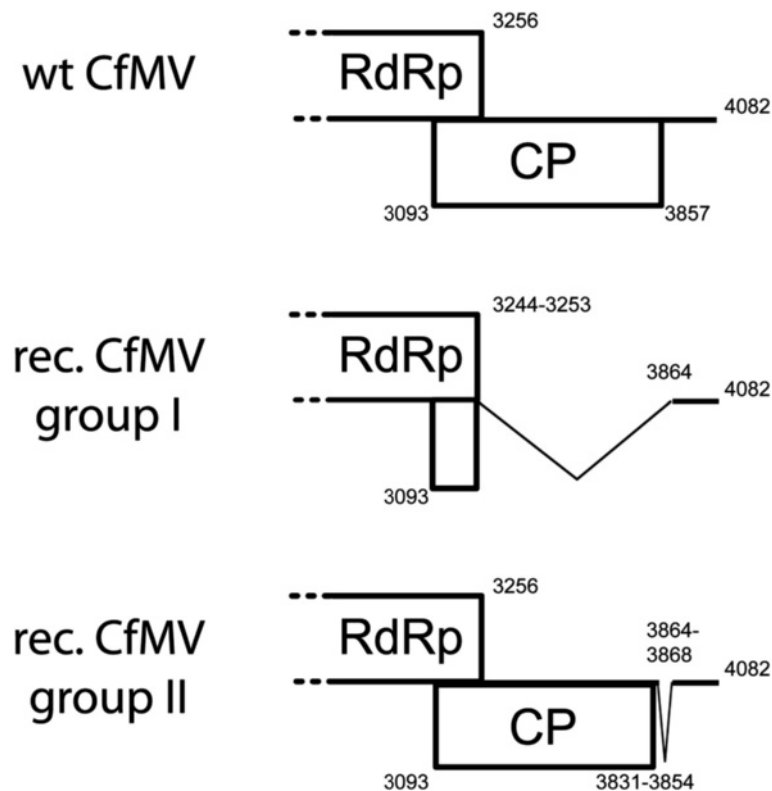 3256
wt CfMV
RdRp
4082
CP
3093
3857
3244-3253
rec. CfMV
group I
RdRp
3864
4082
3093
3256
rec. CfMV
group II
RdRp
3864-
3868
4082
CP
3093
3831-3854